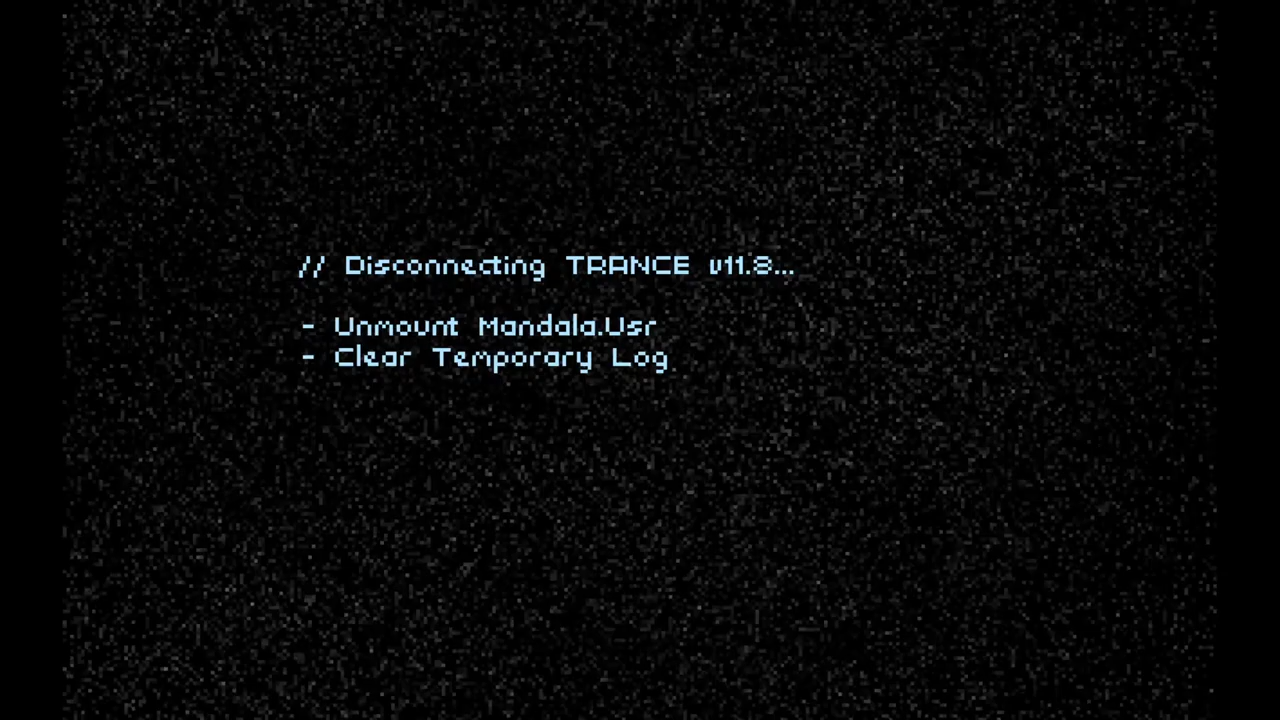 // Disconnecting TRANCE v11.8...
- Unmount Mandala.Usr
- Clear Temporary Log